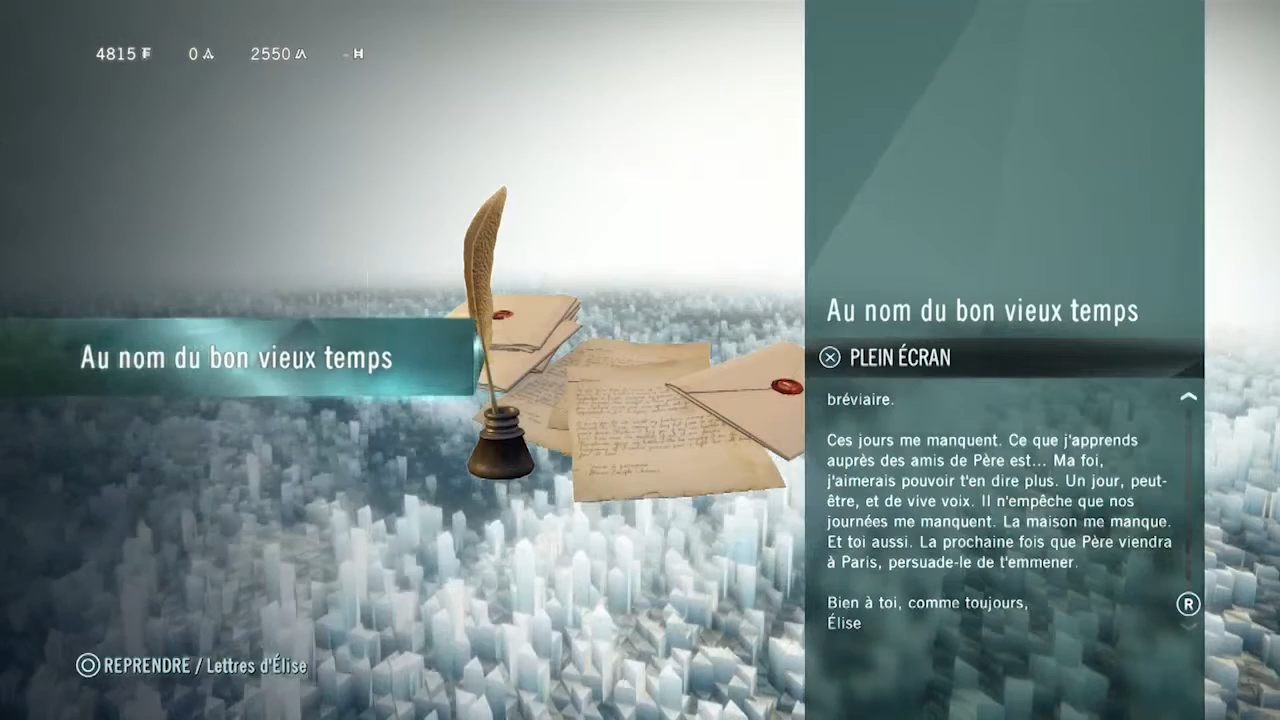 4815 ₣ 0 2550 -
Au nom du bon vieux temps
Au nom du bon vieux temps
PLEIN ÉCRAN
bréviaire.
Ces jours me manquent. Ce que j'apprends
auprès des amis de Père est... Ma foi,
j'aimerais pouvoir t'en dire plus. Un jour, peut-
être, et de vive voix. Il n'empêche que nos
journées me manquent. La maison me manque.
Et toi aussi. La prochaine fois que Père viendra
à Paris, persuade-le de t'emmener.
Bien à toi, comme toujours,
Élise
R
REPRENDRE / Lettres d'Élise